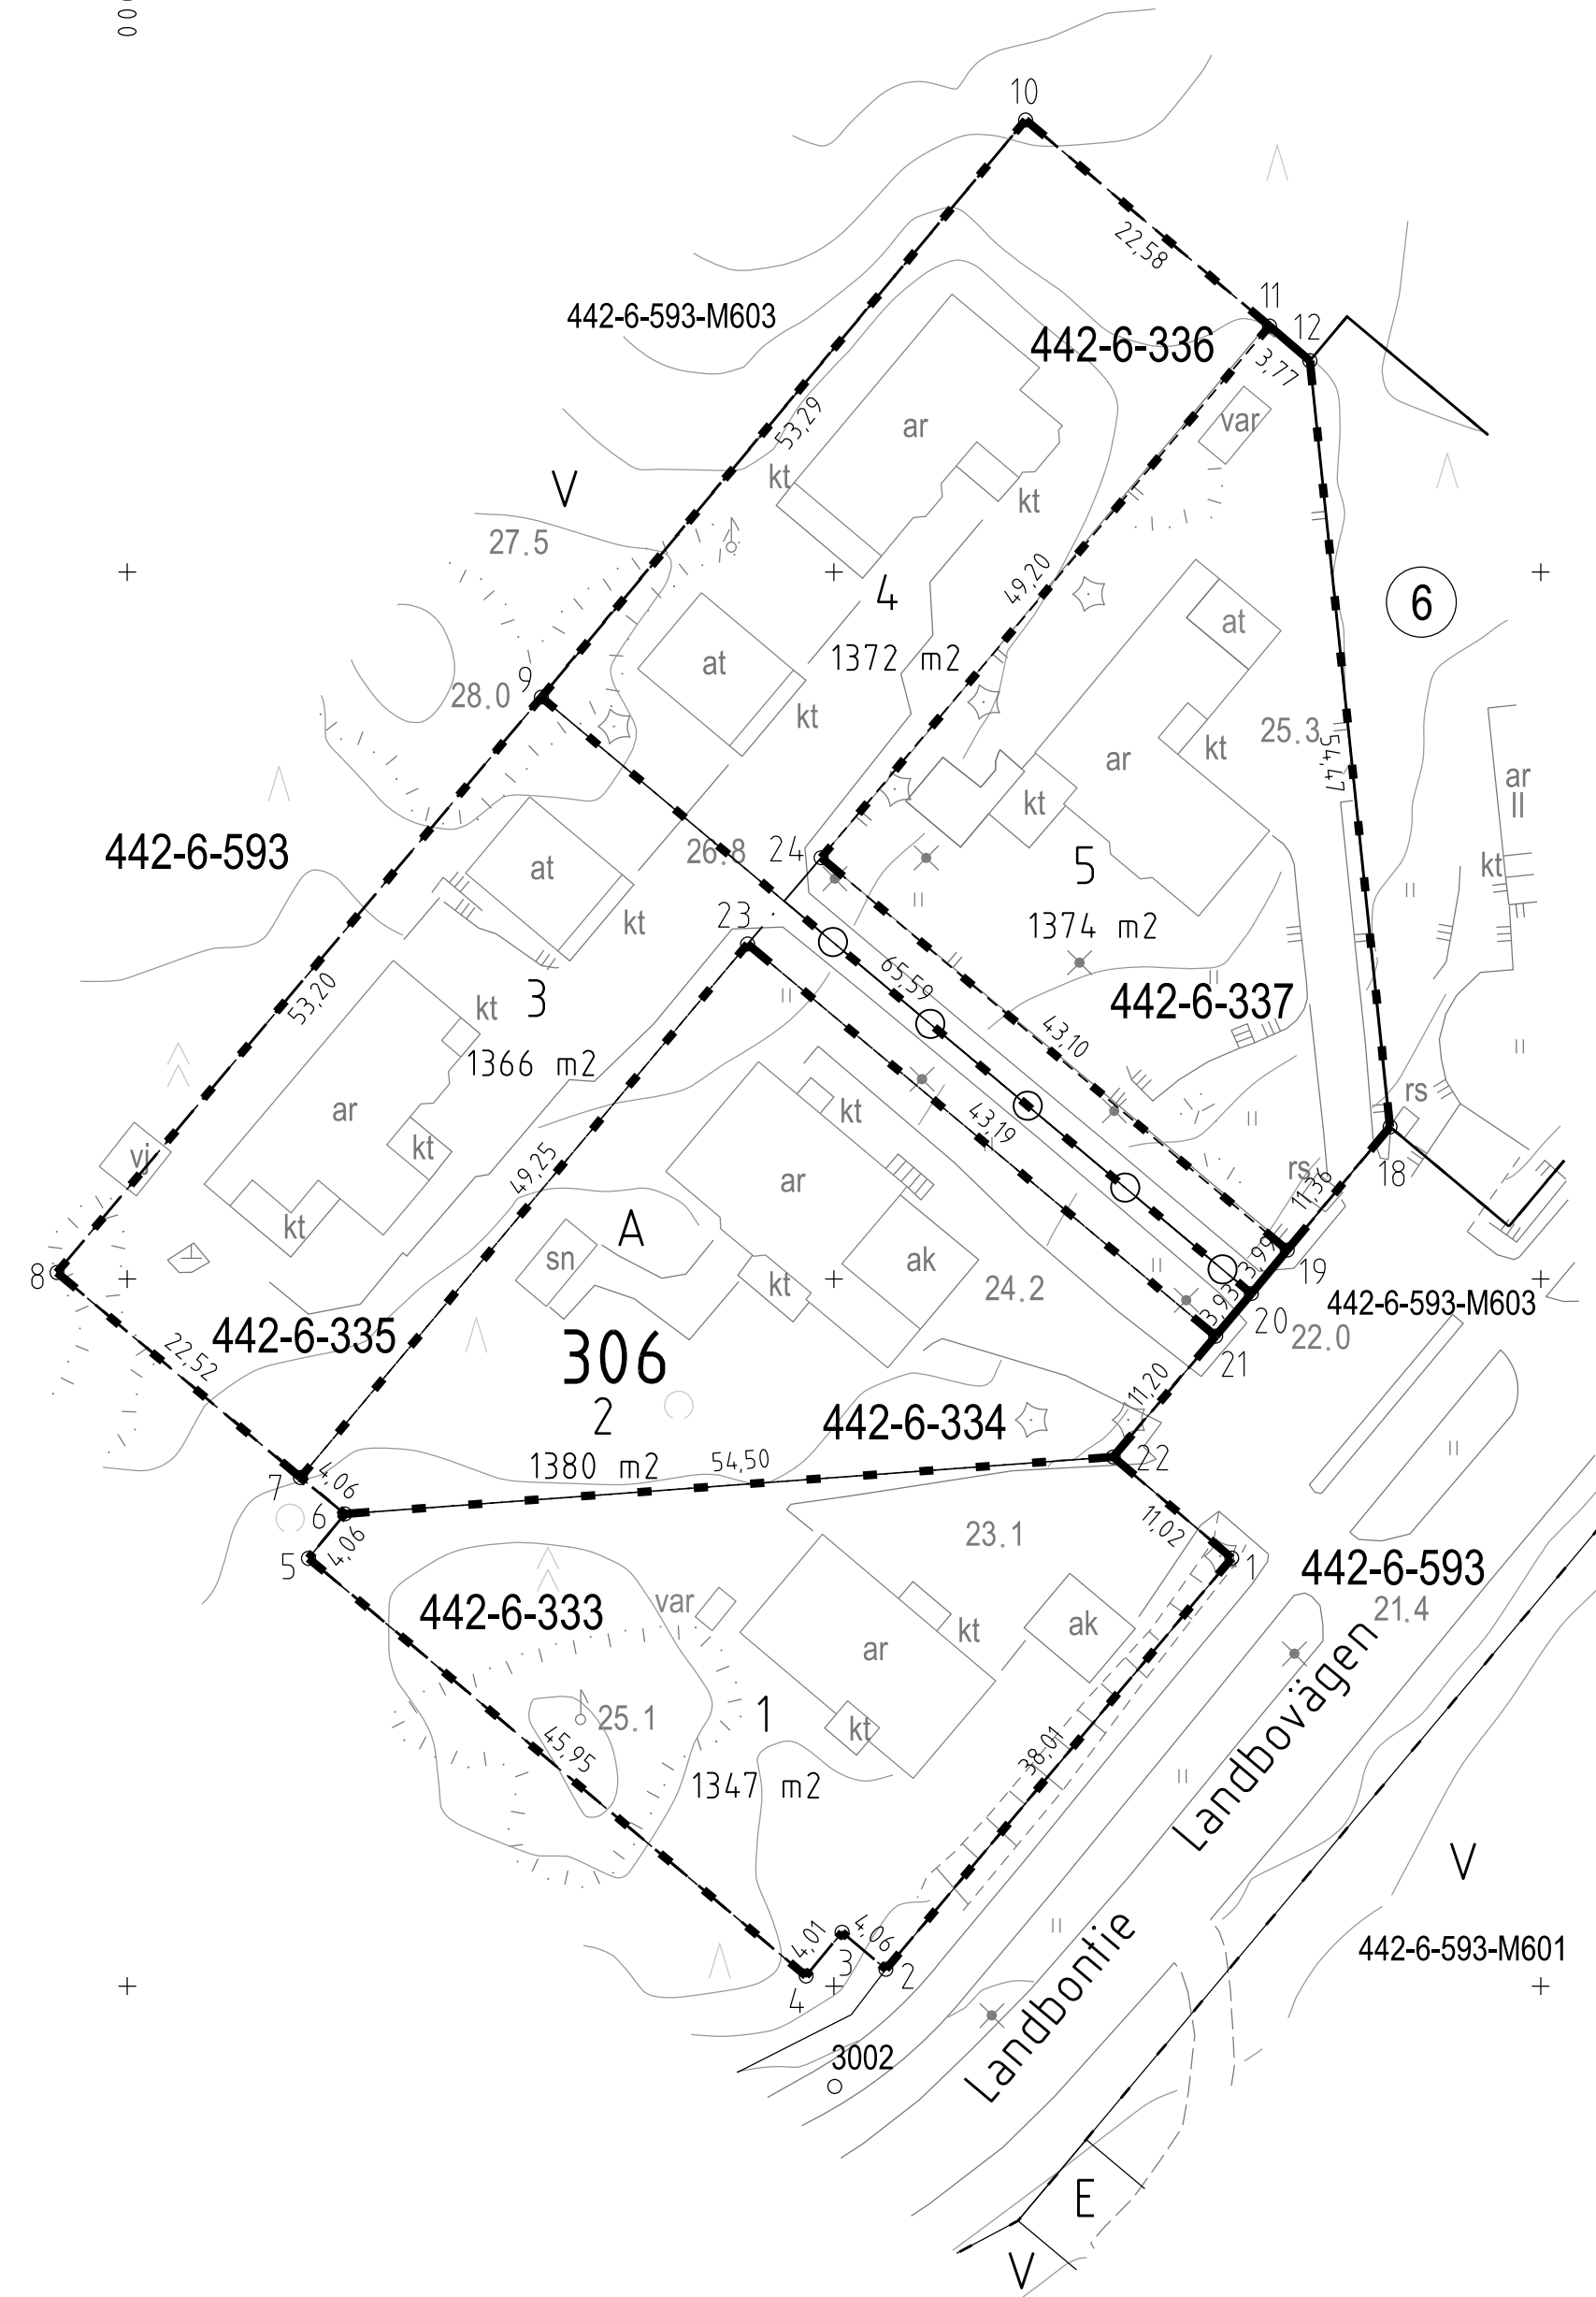 00
10
22,58
11
12
442-6-593-M603
442-6-336
3,77
var
ar
53,29
kt
kt
V
27.5
49,20
4
6
at
at
1372 m2
9
28.0
kt
25.3
kt
54,47
ar
ar
II
kt
442-6-593
26.8
24
5
kt
at
23
kt
1374 m2
65,59
442-6-337
53,20
kt
3
43,10
1366 m2
rs
ar
kt
43,19
kt
vj
49,25
ar
rs
18
11,36
kt
A
sn
ak
3,99
19
8
kt
24.2
3,93
20
442-6-593-M603
442-6-335
22.0
22,52
306
21
11,20
2
442-6-334
1380 m2
54,50
22
7
4,06
6
23.1
11,02
5
4,06
1
442-6-593
442-6-333
var
21.4
ak
kt
ar
25.1
1
kt
45,95
38,01
1347 m2
Landbovägen
V
4,01
4,06
3
2
4
Landbontie
442-6-593-M601
3002
E
V